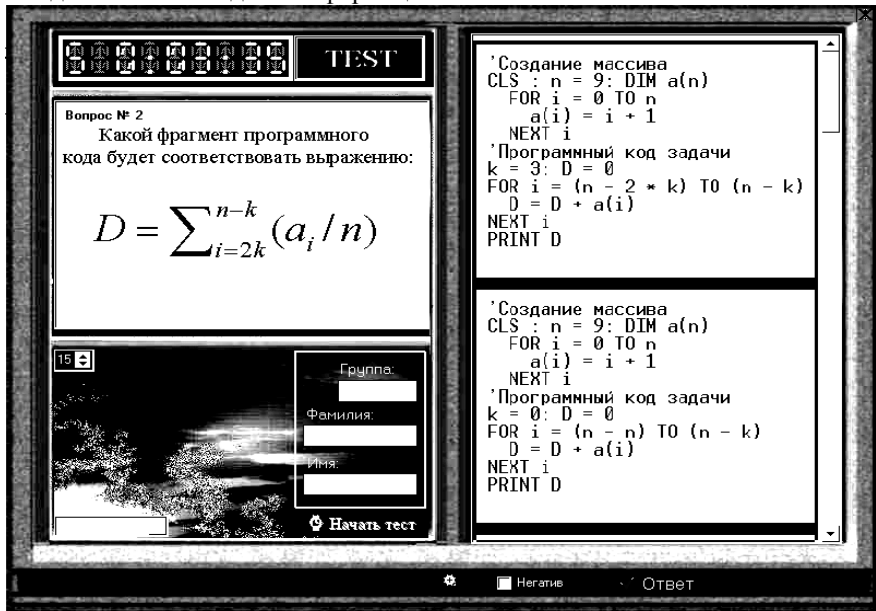 TEST
Вопрос № 2
Какой фрагмент программного
кода будет соответствовать выражению:
D = ∑_{i=2k}^{n-k} (a_i / n)
15
Группа:
Фамилия:
Имя:
Начать тест
'Создание массива
CLS : n = 9: DIM a(n)
FOR i = 0 TO n
a(i) = i + 1
NEXT i
'Программный код задачи
k = 3: D = 0
FOR i = (n - 2 * k) TO (n - k)
D = D + a(i)
NEXT i
PRINT D
'Создание массива
CLS : n = 9: DIM a(n)
FOR i = 0 TO n
a(i) = i + 1
NEXT i
'Программный код задачи
k = 0: D = 0
FOR i = (n - n) TO (n - k)
D = D + a(i)
NEXT i
PRINT D
Негатив
Ответ